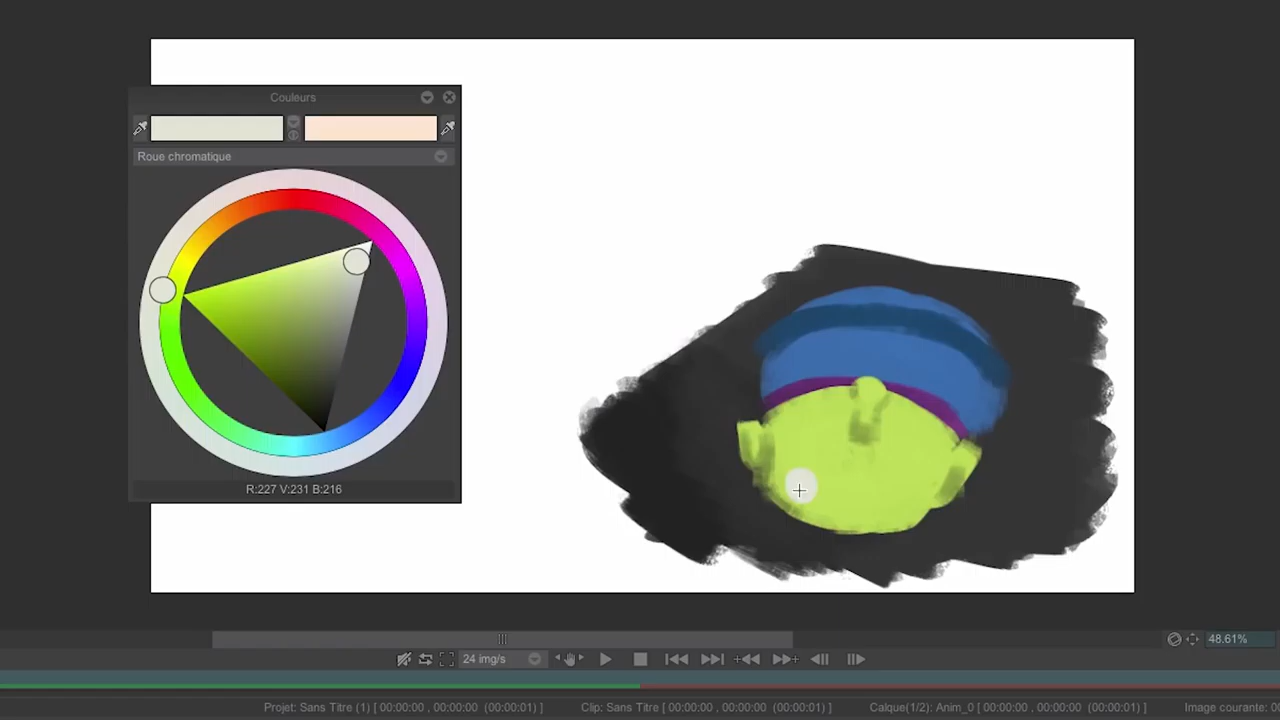 Couleurs
Roue chromatique
R:227 V:231 B:216
48.61%
24 img/s
Projet: Sans Titre (1) [ 00:00:00 , 00:00:00 (00:00:01) ]
Clip: Sans Titre [ 00:00:00 , 00:00:00 (00:00:01) ]
Calque(1/2): Anim_0 [ 00:00:00 , 00:00:00 (00:00:01) ]
Image courante: 00